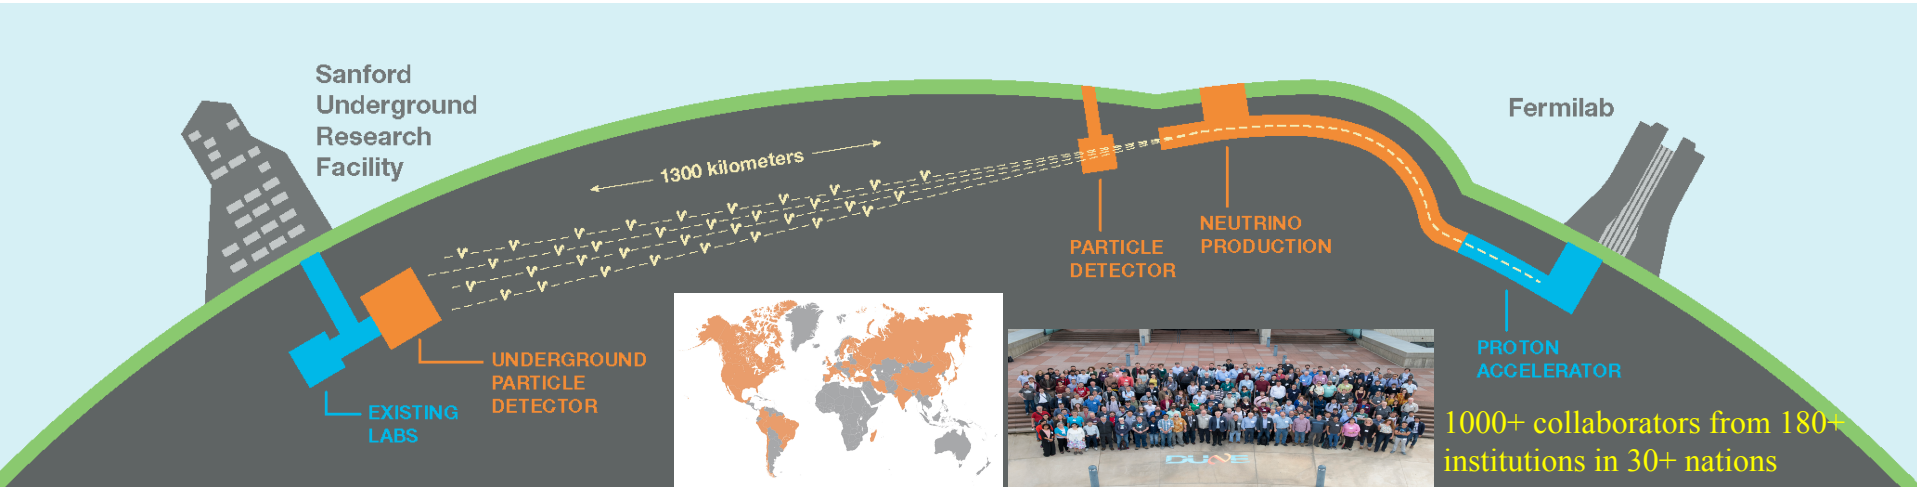 Sanford
Underground
Research
Facility
Fermilab
1300 kilometers
PARTICLE
DETECTOR
NEUTRINO
PRODUCTION
UNDERGROUND
PARTICLE
DETECTOR
EXISTING
LABS
PROTON
ACCELERATOR
DUNE
1000+ collaborators from 180+
institutions in 30+ nations